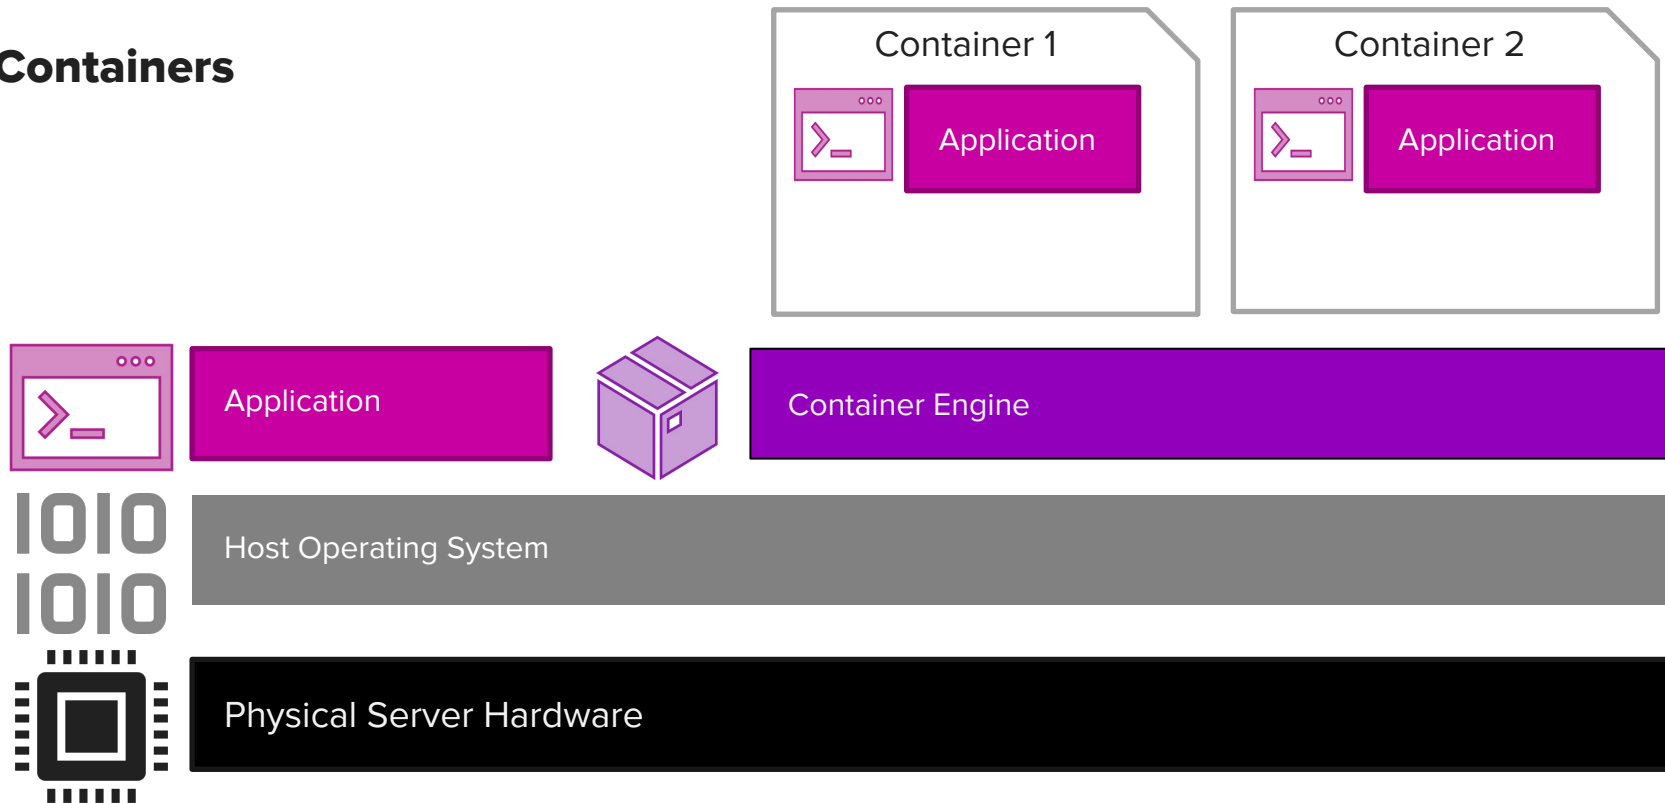 Containers
Container 1
Container 2
>_ Application
>_ Application
>_ Application
Container Engine
1010
Host Operating System
1010
Physical Server Hardware